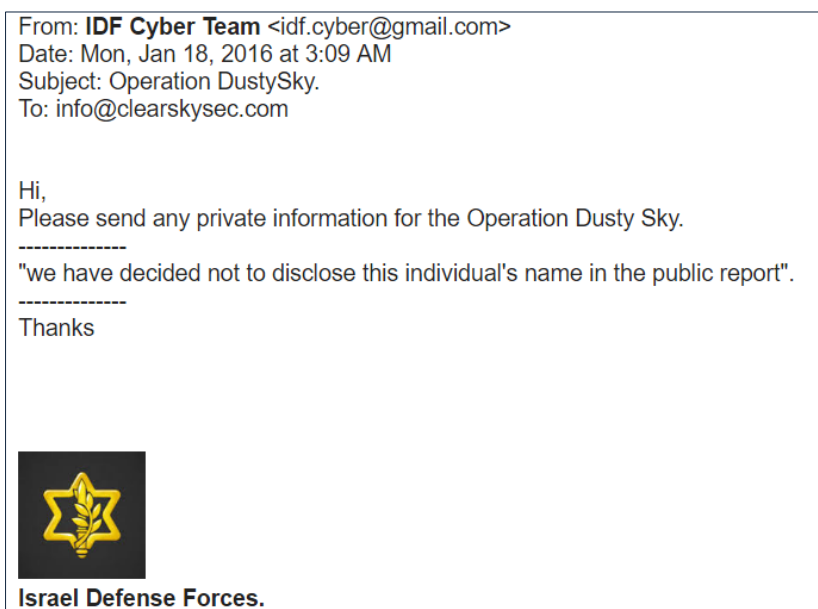 From: IDF Cyber Team <idf.cyber@gmail.com>
Date: Mon, Jan 18, 2016 at 3:09 AM
Subject: Operation DustySky.
To: info@clearskysec.com
Hi,
Please send any private information for the Operation Dusty Sky.
--------------
"we have decided not to disclose this individual's name in the public report".
--------------
Thanks
Israel Defense Forces.